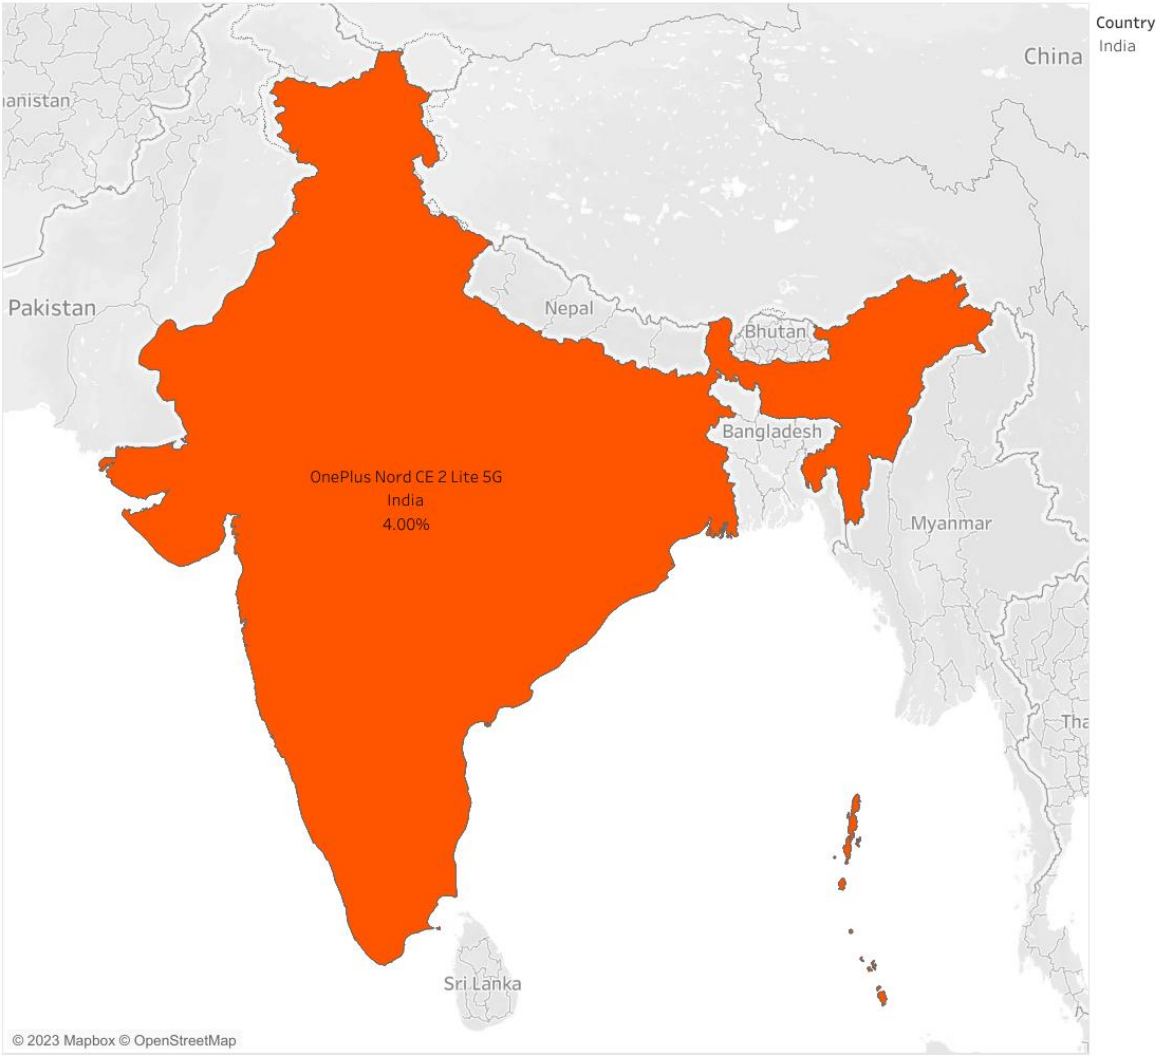 Country
India
China
anistan
Pakistan
Nepal
Bhutan
Bangladesh
OnePlus Nord CE 2 Lite 5G
India
4.00%
Myanmar
Tha
Sri Lanka
© 2023 Mapbox © OpenStreetMap